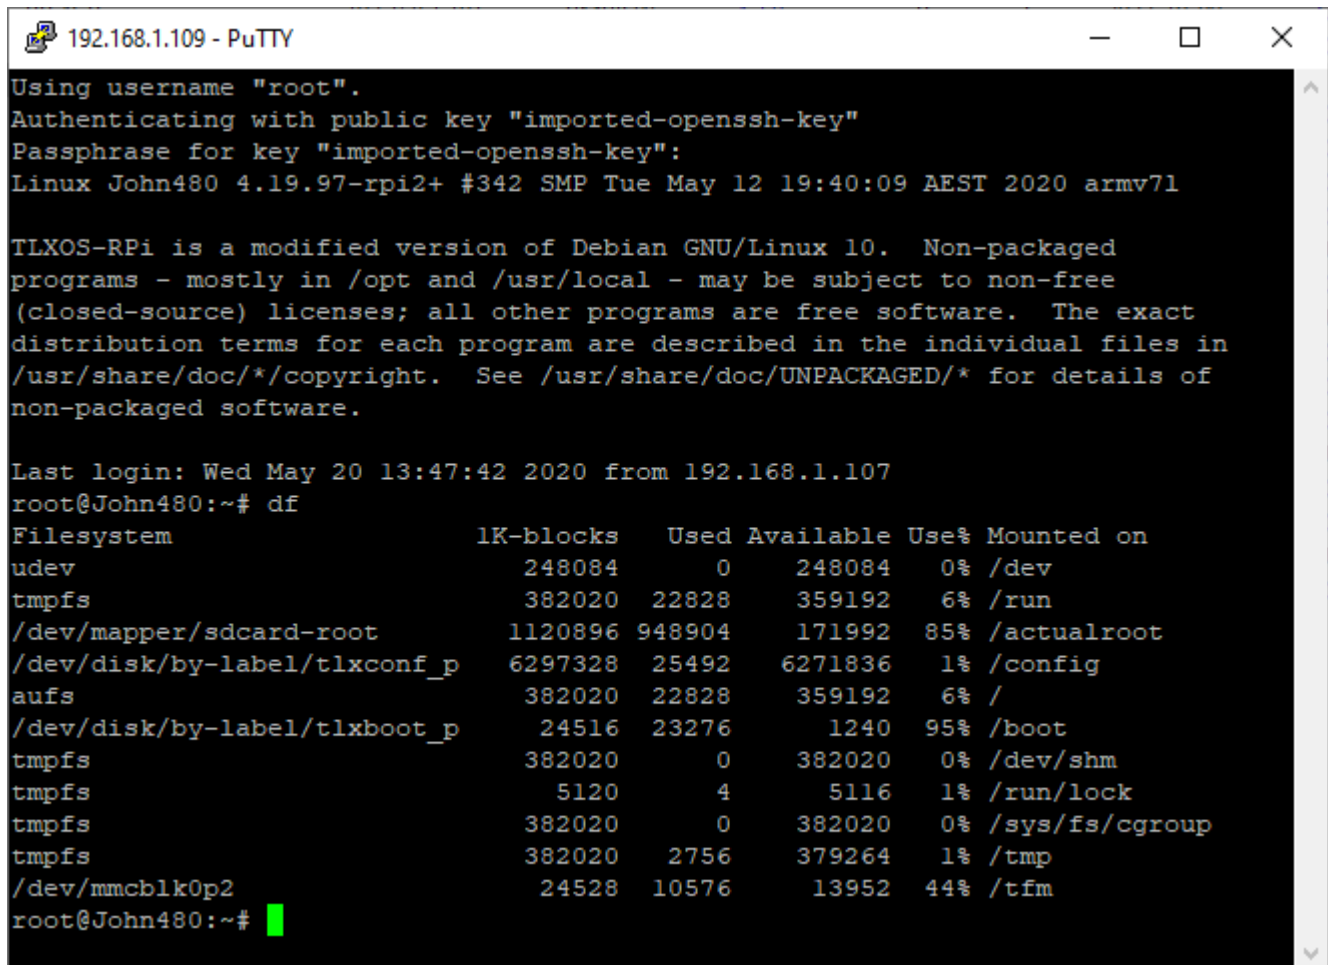 192.168.1.109 - PuTTY
Using username "root".
Authenticating with public key "imported-openssh-key"
Passphrase for key "imported-openssh-key":
Linux John480 4.19.97-rpi2+ #342 SMP Tue May 12 19:40:09 AEST 2020 armv7l

TLXOS-RPi is a modified version of Debian GNU/Linux 10.  Non-packaged
programs - mostly in /opt and /usr/local - may be subject to non-free
(closed-source) licenses; all other programs are free software.  The exact
distribution terms for each program are described in the individual files in
/usr/share/doc/*/copyright.  See /usr/share/doc/UNPACKAGED/* for details of
non-packaged software.

Last login: Wed May 20 13:47:42 2020 from 192.168.1.107
root@John480:~# df
Filesystem                   1K-blocks   Used Available Use% Mounted on
udev                            248084      0    248084   0% /dev
tmpfs                           382020  22828    359192   6% /run
/dev/mapper/sdcard-root        1120896 948904    171992  85% /actualroot
/dev/disk/by-label/tlxconf_p   6297328  25492   6271836   1% /config
aufs                            382020  22828    359192   6% /
/dev/disk/by-label/tlxboot_p     24516  23276      1240  95% /boot
tmpfs                           382020      0    382020   0% /dev/shm
tmpfs                             5120      4      5116   1% /run/lock
tmpfs                           382020      0    382020   0% /sys/fs/cgroup
tmpfs                           382020   2756    379264   1% /tmp
/dev/mmcblk0p2                   24528  10576     13952  44% /tfm
root@John480:~#